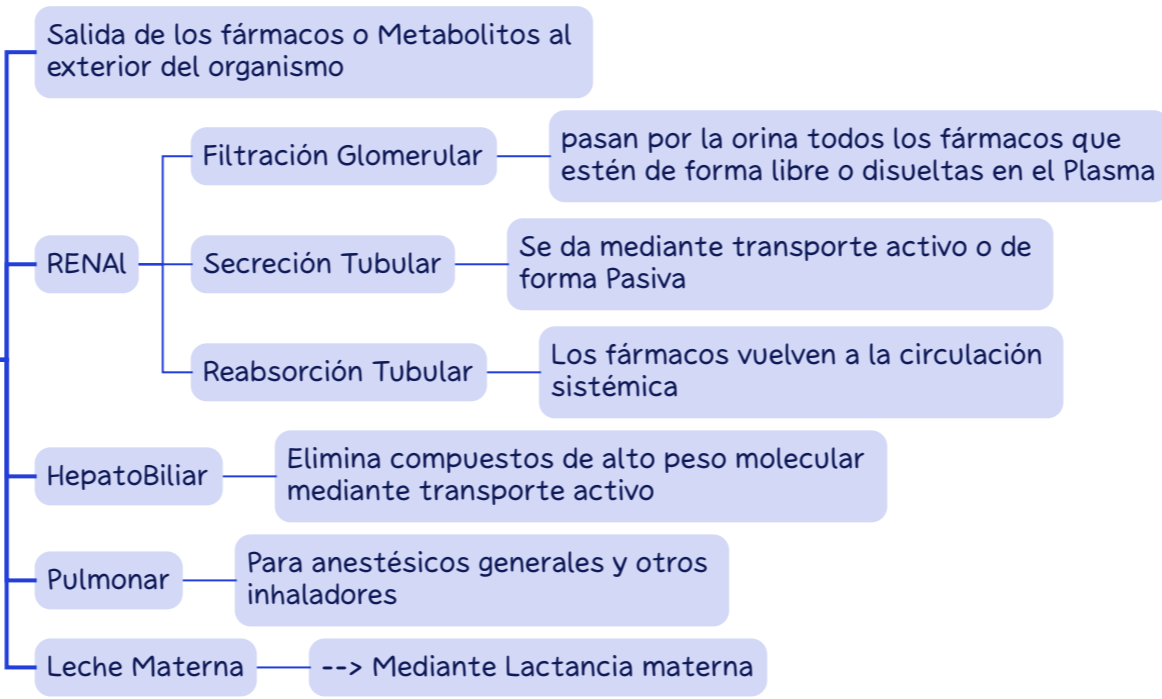 Salida de los fármacos o Metabolitos al
exterior del organismo
Filtración Glomerular
pasan por la orina todos los fármacos que
estén de forma libre o disueltas en el Plasma
RENAl
Secreción Tubular
Se da mediante transporte activo o de
forma Pasiva
Reabsorción Tubular
Los fármacos vuelven a la circulación
sistémica
HepatoBiliar
Elimina compuestos de alto peso molecular
mediante transporte activo
Pulmonar
Para anestésicos generales y otros
inhaladores
Leche Materna
--> Mediante Lactancia materna